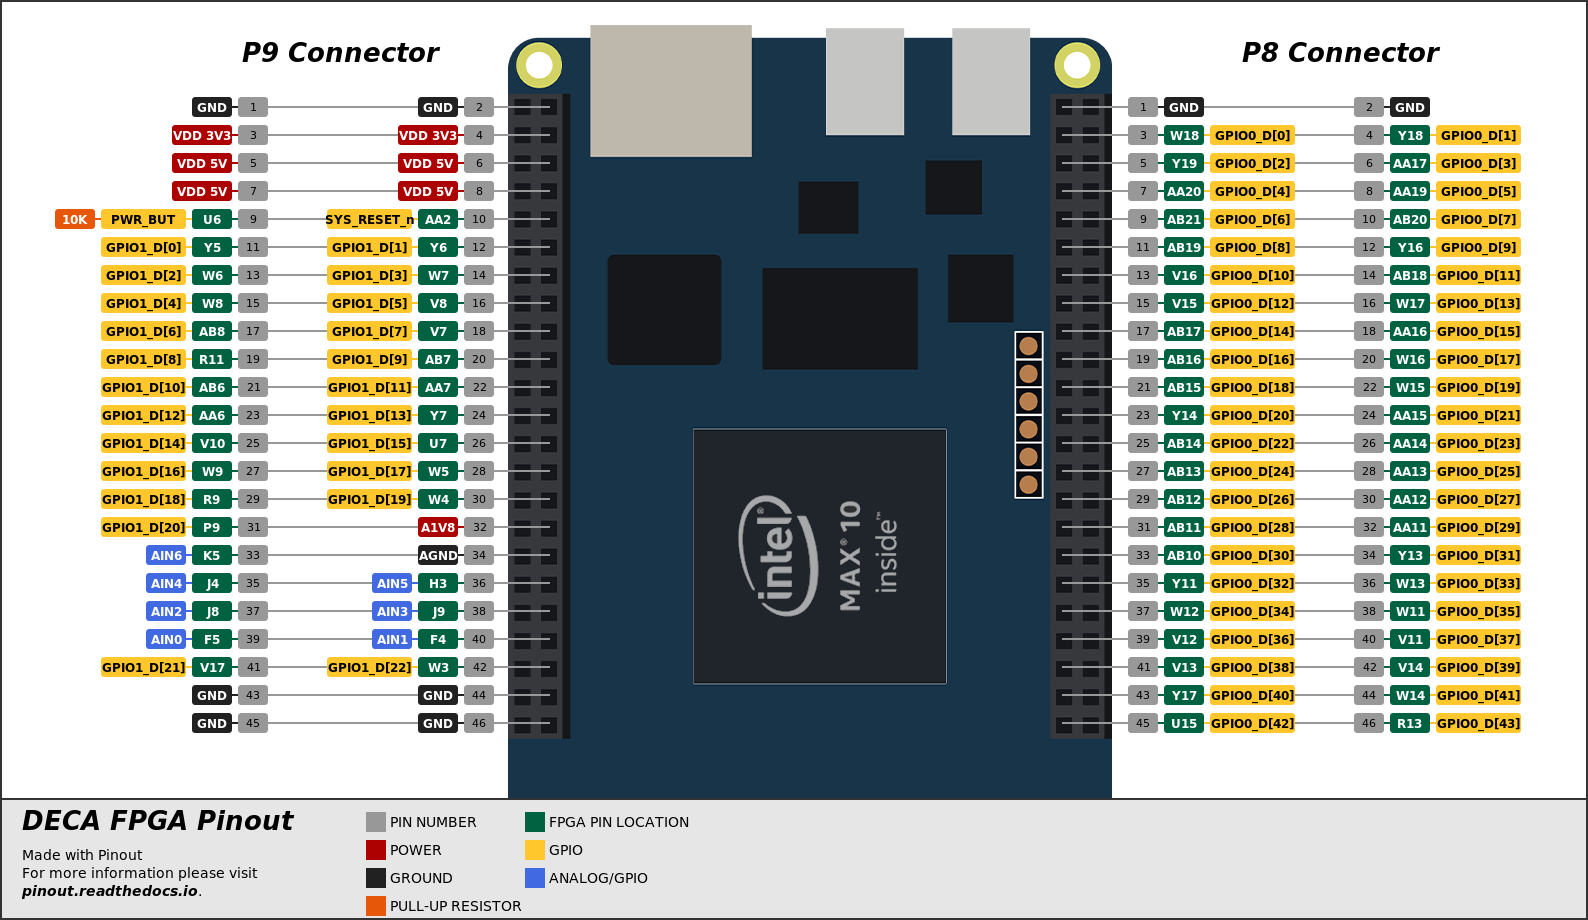 P9 Connector P8 Connector
GND 1 GND 2 1 GND 2 GND
VDD 3V3 3 VDD 3V3 4 3 W18 GPIO0_D[0] 4 Y18 GPIO0_D[1]
VDD 5V 5 VDD 5V 6 5 Y19 GPIO0_D[2] 6 AA17 GPIO0_D[3]
VDD 5V 7 VDD 5V 8 7 AA20 GPIO0_D[4] 8 AA19 GPIO0_D[5]
10K PWR_BUT U6 9 SYS_RESET_n AA2 10 9 AB21 GPIO0_D[6] 10 AB20 GPIO0_D[7]
GPIO1_D[0] Y5 11 GPIO1_D[1] Y6 12 11 AB19 GPIO0_D[8] 12 Y16 GPIO0_D[9]
GPIO1_D[2] W6 13 GPIO1_D[3] W7 14 13 V16 GPIO0_D[10] 14 AB18 GPIO0_D[11]
GPIO1_D[4] W8 15 GPIO1_D[5] V8 16 15 V15 GPIO0_D[12] 16 W17 GPIO0_D[13]
GPIO1_D[6] AB8 17 GPIO1_D[7] V7 18 17 AB17 GPIO0_D[14] 18 AA16 GPIO0_D[15]
GPIO1_D[8] R11 19 GPIO1_D[9] AB7 20 19 AB16 GPIO0_D[16] 20 W16 GPIO0_D[17]
GPIO1_D[10] AB6 21 GPIO1_D[11] AA7 22 21 AB15 GPIO0_D[18] 22 W15 GPIO0_D[19]
GPIO1_D[12] AA6 23 GPIO1_D[13] Y7 24 23 Y14 GPIO0_D[20] 24 AA15 GPIO0_D[21]
GPIO1_D[14] V10 25 GPIO1_D[15] U7 26 25 AB14 GPIO0_D[22] 26 AA14 GPIO0_D[23]
GPIO1_D[16] W9 27 GPIO1_D[17] W5 28 27 AB13 GPIO0_D[24] 28 AA13 GPIO0_D[25]
GPIO1_D[18] R9 29 GPIO1_D[19] W4 30 29 AB12 GPIO0_D[26] 30 AA12 GPIO0_D[27]
GPIO1_D[20] P9 31 A1V8 32 31 AB11 GPIO0_D[28] 32 AA11 GPIO0_D[29]
AIN6 K5 33 AGND 34 33 AB10 GPIO0_D[30] 34 Y13 GPIO0_D[31]
AIN4 J4 35 AIN5 H3 36 35 Y11 GPIO0_D[32] 36 W13 GPIO0_D[33]
AIN2 J8 37 AIN3 J9 38 37 W12 GPIO0_D[34] 38 W11 GPIO0_D[35]
AIN0 F5 39 AIN1 F4 40 39 V12 GPIO0_D[36] 40 V11 GPIO0_D[37]
GPIO1_D[21] V17 41 GPIO1_D[22] W3 42 41 V13 GPIO0_D[38] 42 V14 GPIO0_D[39]
GND 43 GND 44 43 Y17 GPIO0_D[40] 44 W14 GPIO0_D[41]
GND 45 GND 46 45 U15 GPIO0_D[42] 46 R13 GPIO0_D[43]
intel®
MAX® 10
inside™
DECA FPGA Pinout
Made with Pinout
For more information please visit
pinout.readthedocs.io.
PIN NUMBER
POWER
GROUND
PULL-UP RESISTOR
FPGA PIN LOCATION
GPIO
ANALOG/GPIO